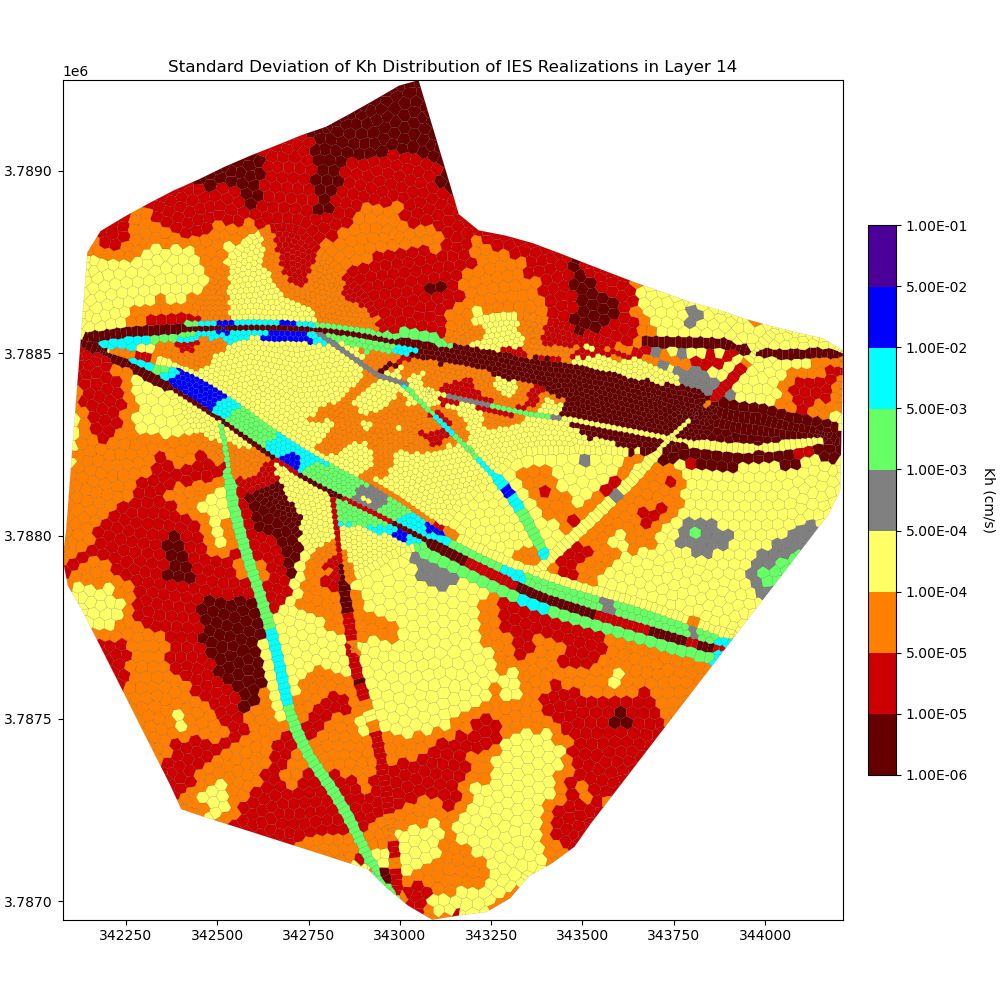 Standard Deviation of Kh Distribution of IES Realizations in Layer 14
1e6
3.7890
3.7885
3.7880
3.7875
3.7870
342250 342500 342750 343000 343250 343500 343750 344000
1.00E-01
5.00E-02
1.00E-02
5.00E-03
1.00E-03
5.00E-04
1.00E-04
5.00E-05
1.00E-05
1.00E-06
Kh (cm/s)